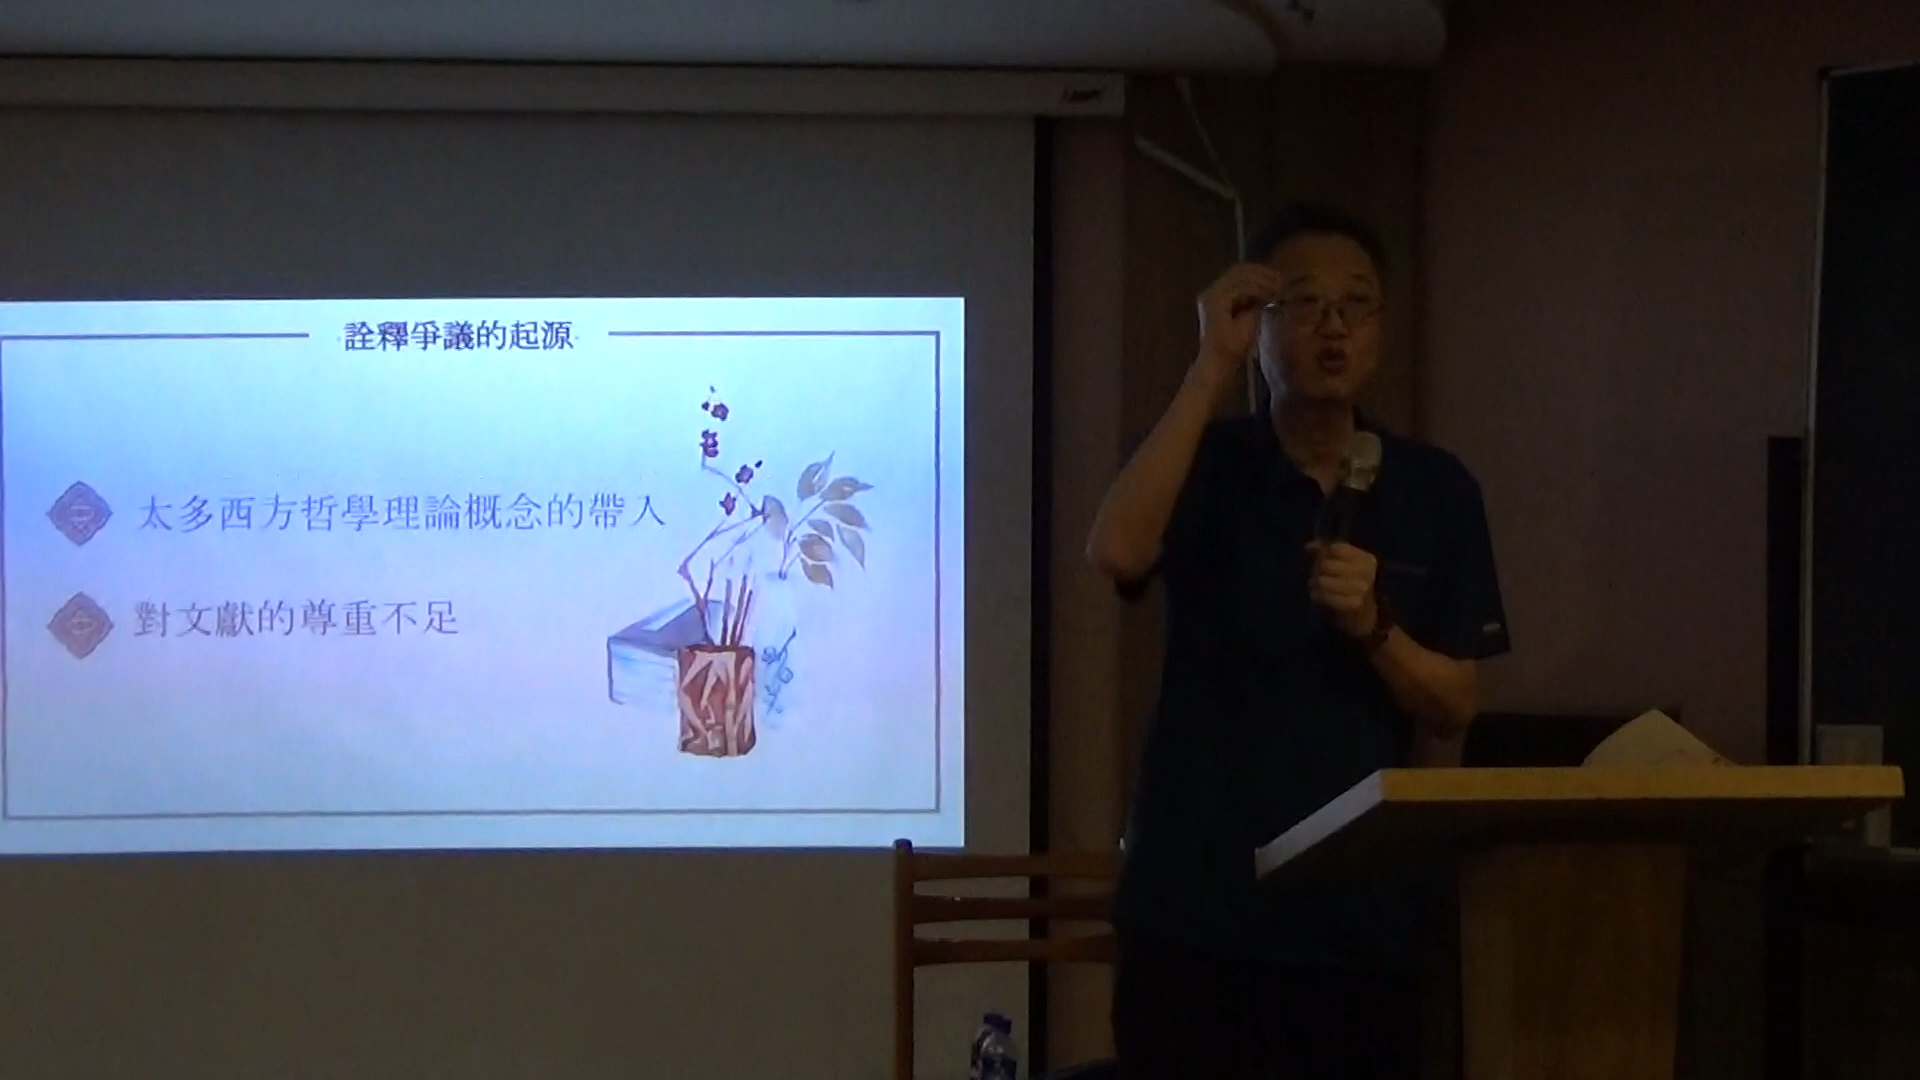 詮釋爭議的起源
太多西方哲學理論概念的帶入
對文獻的尊重不足